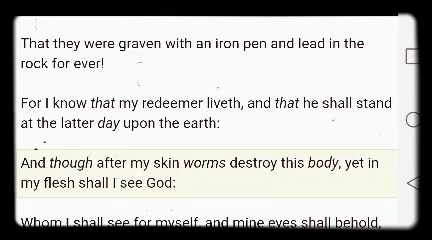 That they were graven with an iron pen and lead in the
rock for ever!
For I know that my redeemer liveth, and that he shall stand
at the latter day upon the earth:
And though after my skin worms destroy this body, yet in
my flesh shall I see God:
Whom I shall see for myself, and mine eyes shall behold,